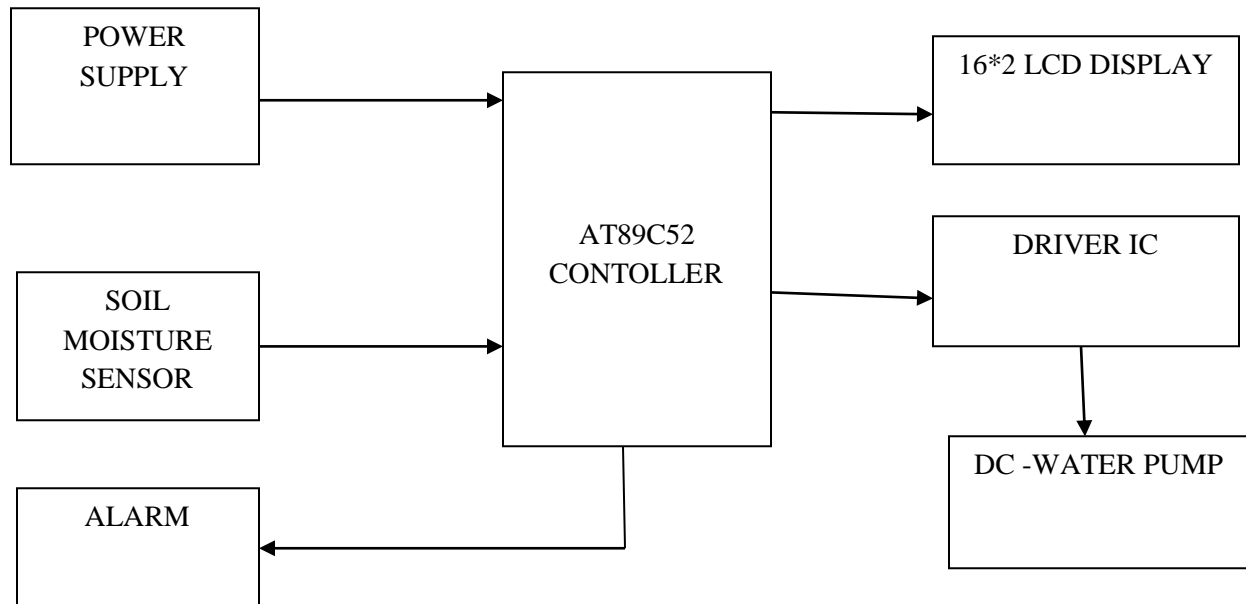 POWER
SUPPLY
16*2 LCD DISPLAY
AT89C52
CONTOLLER
DRIVER IC
SOIL
MOISTURE
SENSOR
DC -WATER PUMP
ALARM